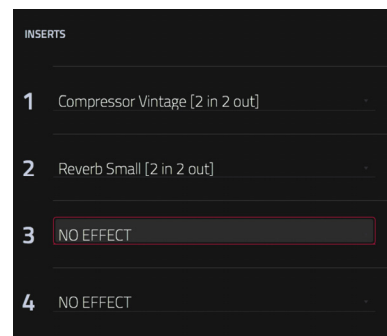 INSERTS
1 Compressor Vintage [2 in 2 out]
2 Reverb Small [2 in 2 out]
3 NO EFFECT
4 NO EFFECT